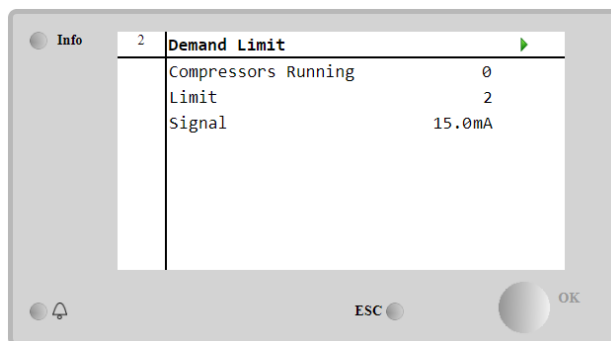 Info
2 Demand Limit
Compressors Running 0
Limit 2
Signal 15.0mA
ESC OK